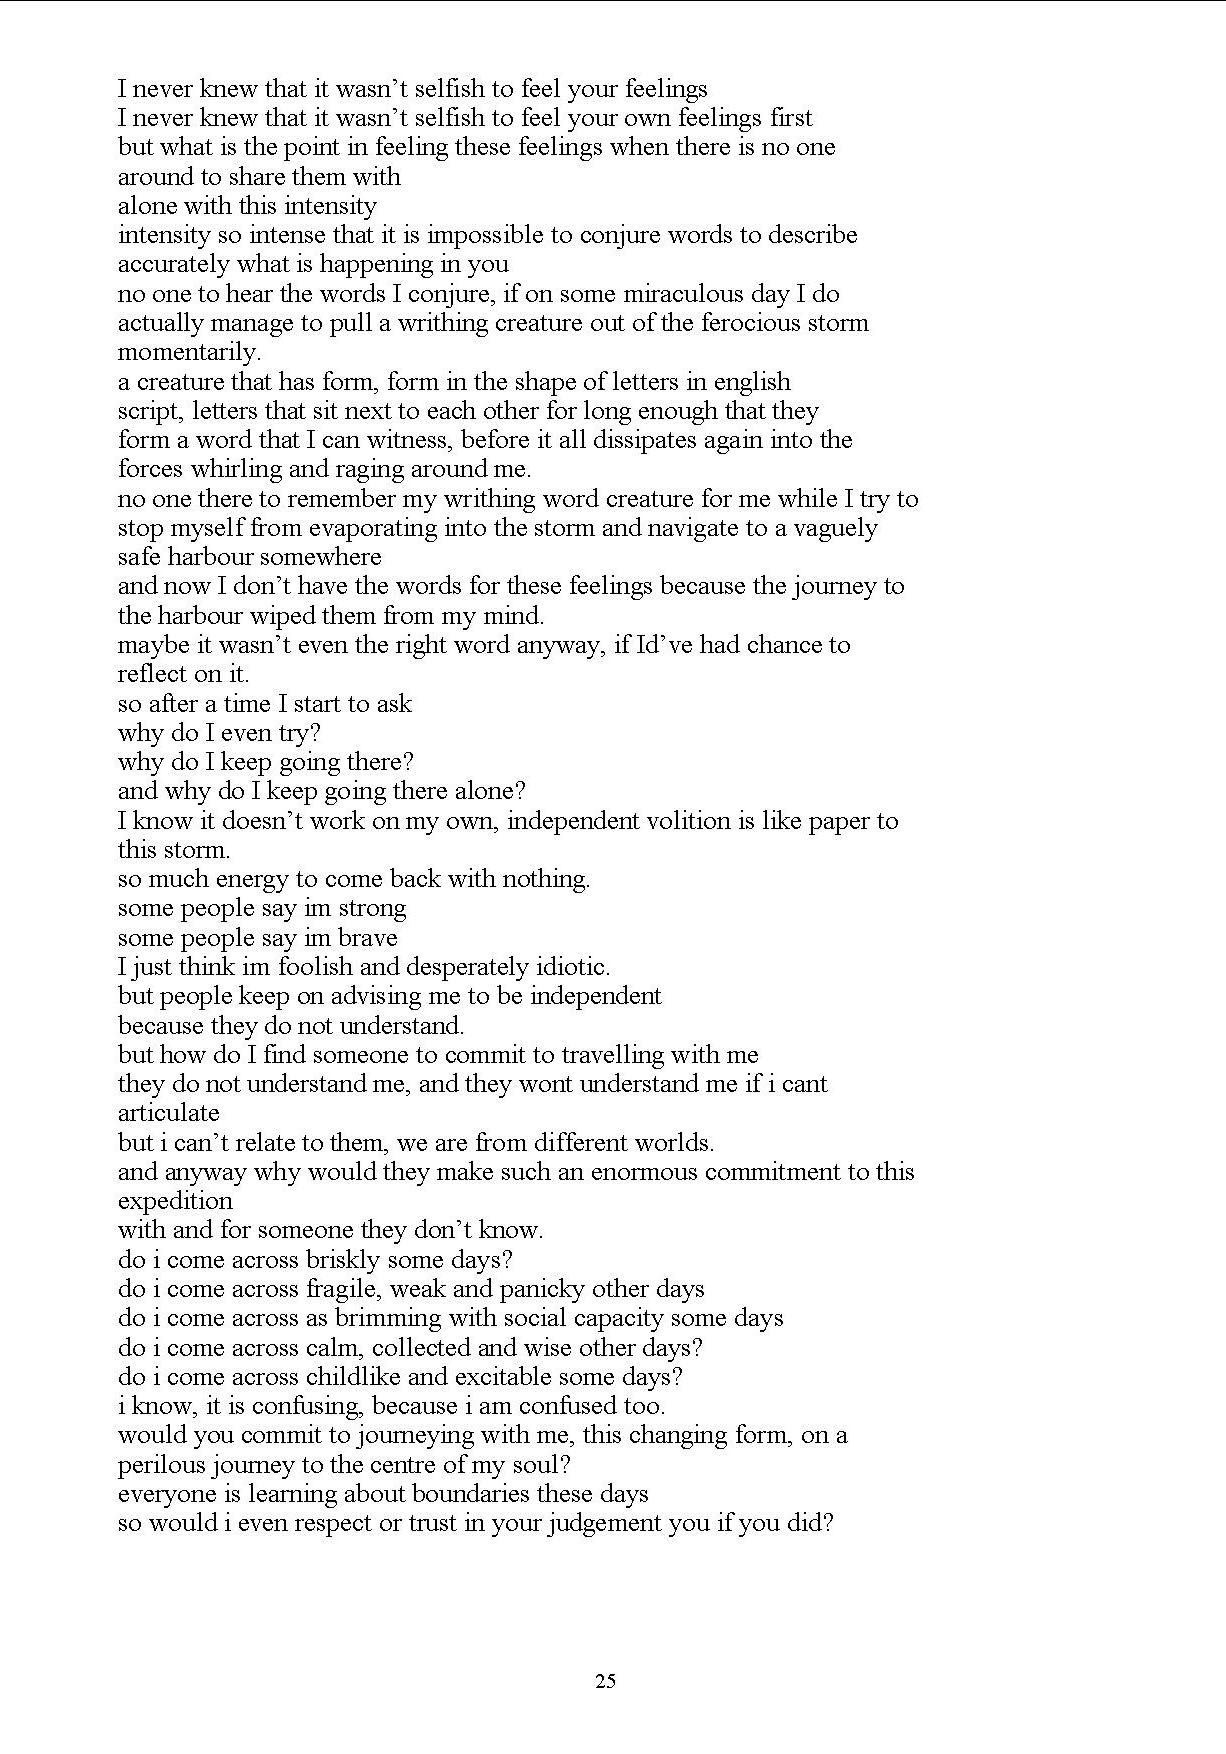 I never knew that it wasn’t selfish to feel your feelings
I never knew that it wasn’t selfish to feel your own feelings first
but what is the point in feeling these feelings when there is no one
around to share them with
alone with this intensity
intensity so intense that it is impossible to conjure words to describe
accurately what is happening in you
no one to hear the words I conjure, if on some miraculous day I do
actually manage to pull a writhing creature out of the ferocious storm
momentarily.
a creature that has form, form in the shape of letters in english
script, letters that sit next to each other for long enough that they
form a word that I can witness, before it all dissipates again into the
forces whirling and raging around me.
no one there to remember my writhing word creature for me while I try to
stop myself from evaporating into the storm and navigate to a vaguely
safe harbour somewhere
and now I don’t have the words for these feelings because the journey to
the harbour wiped them from my mind.
maybe it wasn’t even the right word anyway, if Id’ve had chance to
reflect on it.
so after a time I start to ask
why do I even try?
why do I keep going there?
and why do I keep going there alone?
I know it doesn’t work on my own, independent volition is like paper to
this storm.
so much energy to come back with nothing.
some people say im strong
some people say im brave
I just think im foolish and desperately idiotic.
but people keep on advising me to be independent
because they do not understand.
but how do I find someone to commit to travelling with me
they do not understand me, and they wont understand me if i cant
articulate
but i can’t relate to them, we are from different worlds.
and anyway why would they make such an enormous commitment to this
expedition
with and for someone they don’t know.
do i come across briskly some days?
do i come across fragile, weak and panicky other days
do i come across as brimming with social capacity some days
do i come across calm, collected and wise other days?
do i come across childlike and excitable some days?
i know, it is confusing, because i am confused too.
would you commit to journeying with me, this changing form, on a
perilous journey to the centre of my soul?
everyone is learning about boundaries these days
so would i even respect or trust in your judgement you if you did?
25